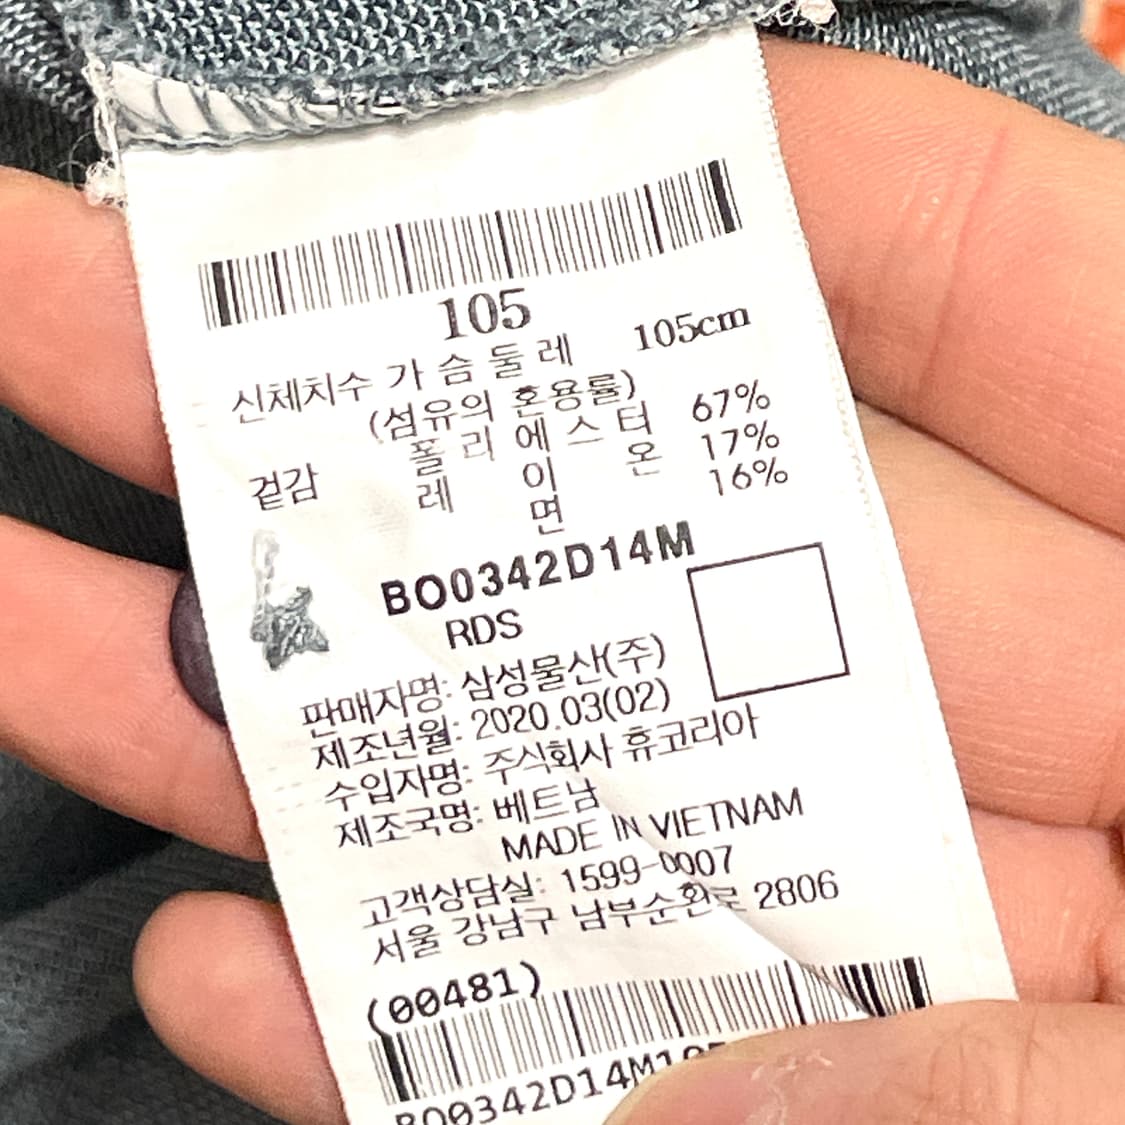 105
신체치수 가슴둘레 105cm
(섬유의 혼용률)
겉감 폴리에스터 67%
레이온 17%
면 16%
BO0342D14M
RDS
판매자명: 삼성물산(주)
제조년월: 2020.03(02)
수입자명: 주식회사 휴코리아
제조국명: 베트남
MADE IN VIETNAM
고객상담실: 1599-0007
서울 강남구 남부순환로 2806
(00481)
BO0342D14M105